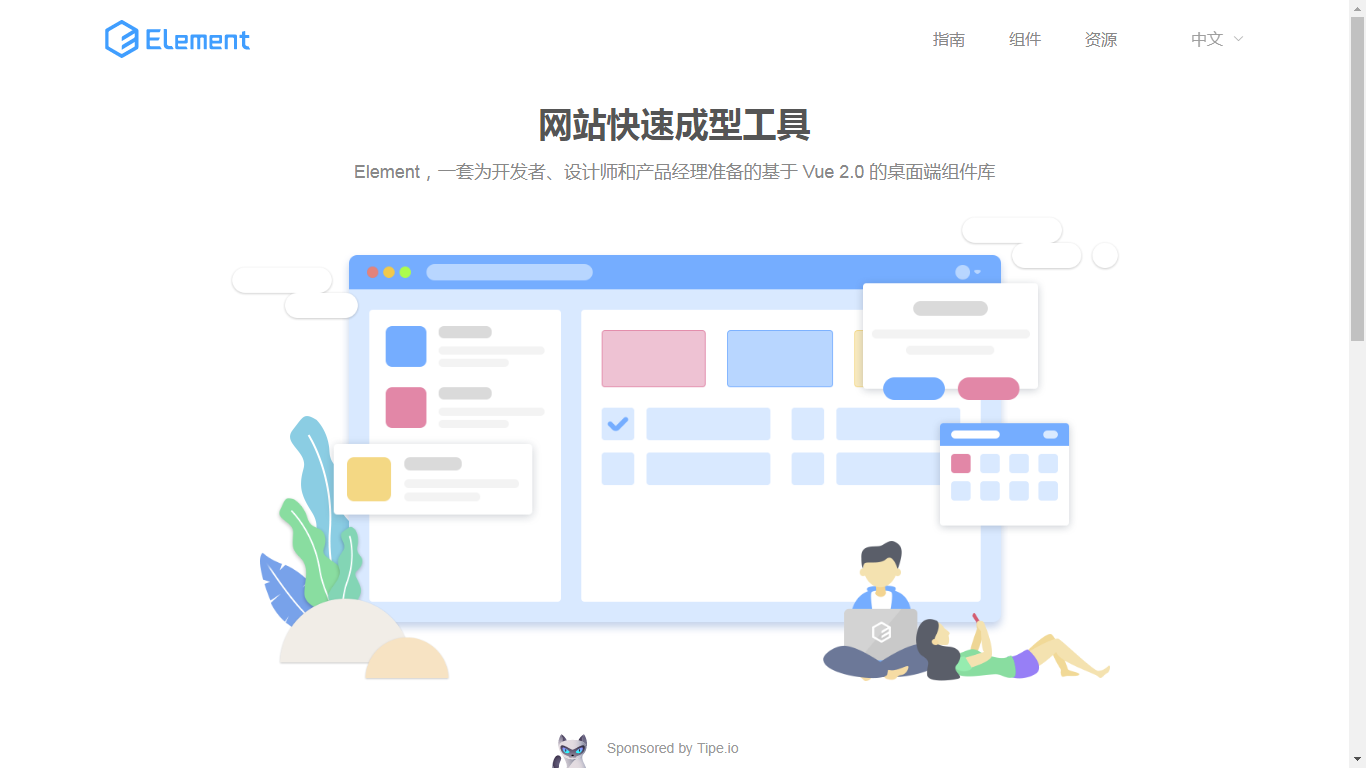 Element
指南 组件 资源 中文
网站快速成型工具
Element，一套为开发者、设计师和产品经理准备的基于 Vue 2.0 的桌面端组件库
Sponsored by Tipe.io